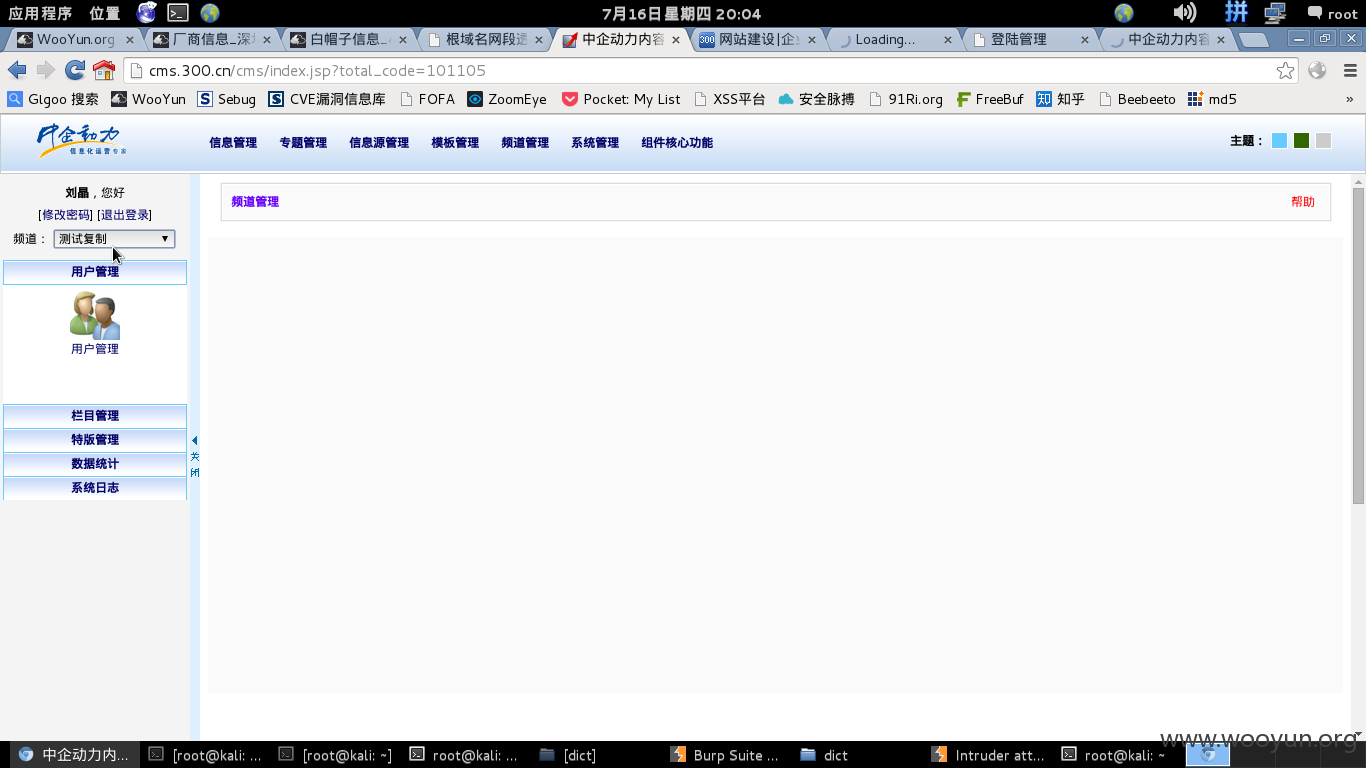 应用程序 位置 7月16日星期四 20:04 拼 root
WooYun.org 厂商信息_深圳 白帽子信息_ 根域名网段 中企动力内容 网站建设|企 Loading... 登陆管理 中企动力内容
cms.300.cn/cms/index.jsp?total_code=101105
Glgoo 搜索 WooYun Sebug CVE漏洞信息库 FOFA ZoomEye Pocket: My List XSS平台 安全脉搏 91Ri.org FreeBuf 知乎 Beebeeto md5 »
中企动力 信息管理 专题管理 信息源管理 模板管理 频道管理 系统管理 组件核心功能 主题：
信息化运营专家
刘晶，您好
[修改密码] [退出登录]
频道： 测试复制
频道管理 帮助
用户管理
用户管理
栏目管理
特版管理
关闭
数据统计
系统日志
www.wooyun.org
中企动力内... [root@kali: ... [root@kali: ~] root@kali: ... [dict] Burp Suite ... dict Intruder att... root@kali: ~